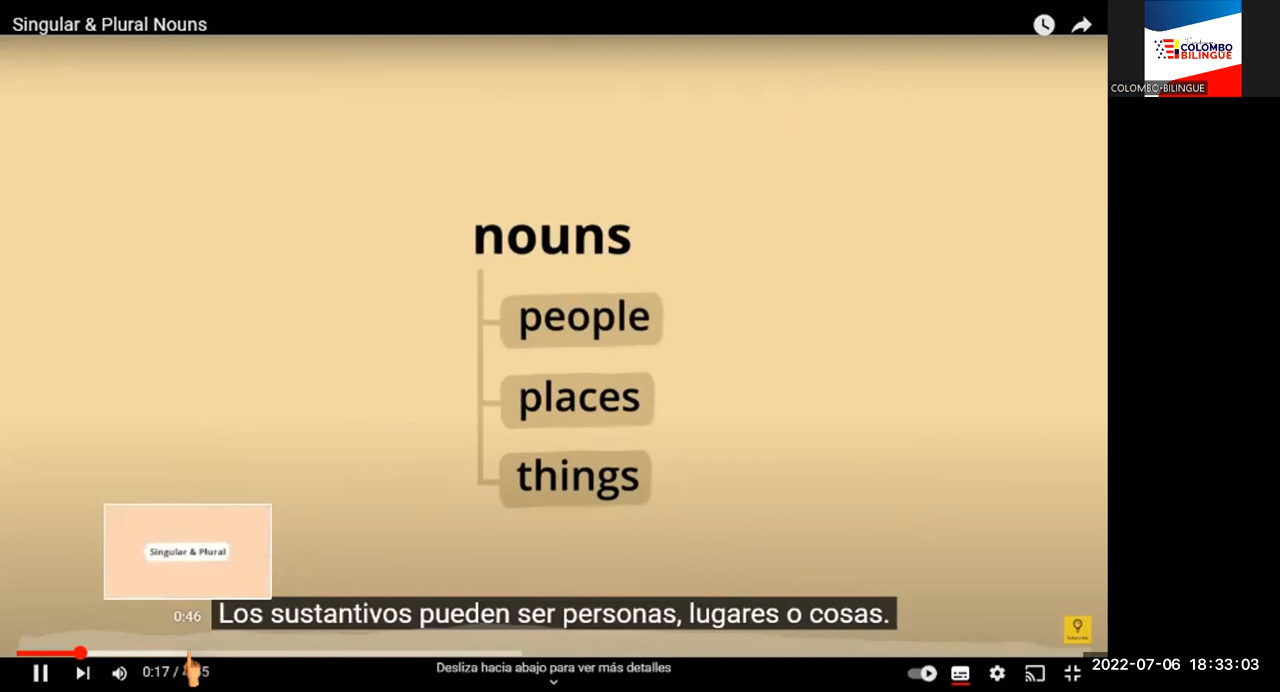 Singular & Plural Nouns
COLOMBO
BILINGUE
COLOMBO-BILINGUE
nouns
people
places
things
Singular & Plural
0:46
Los sustantivos pueden ser personas, lugares o cosas.
0:17 /
Desliza hacia abajo para ver más detalles
2022-07-06 18:33:03